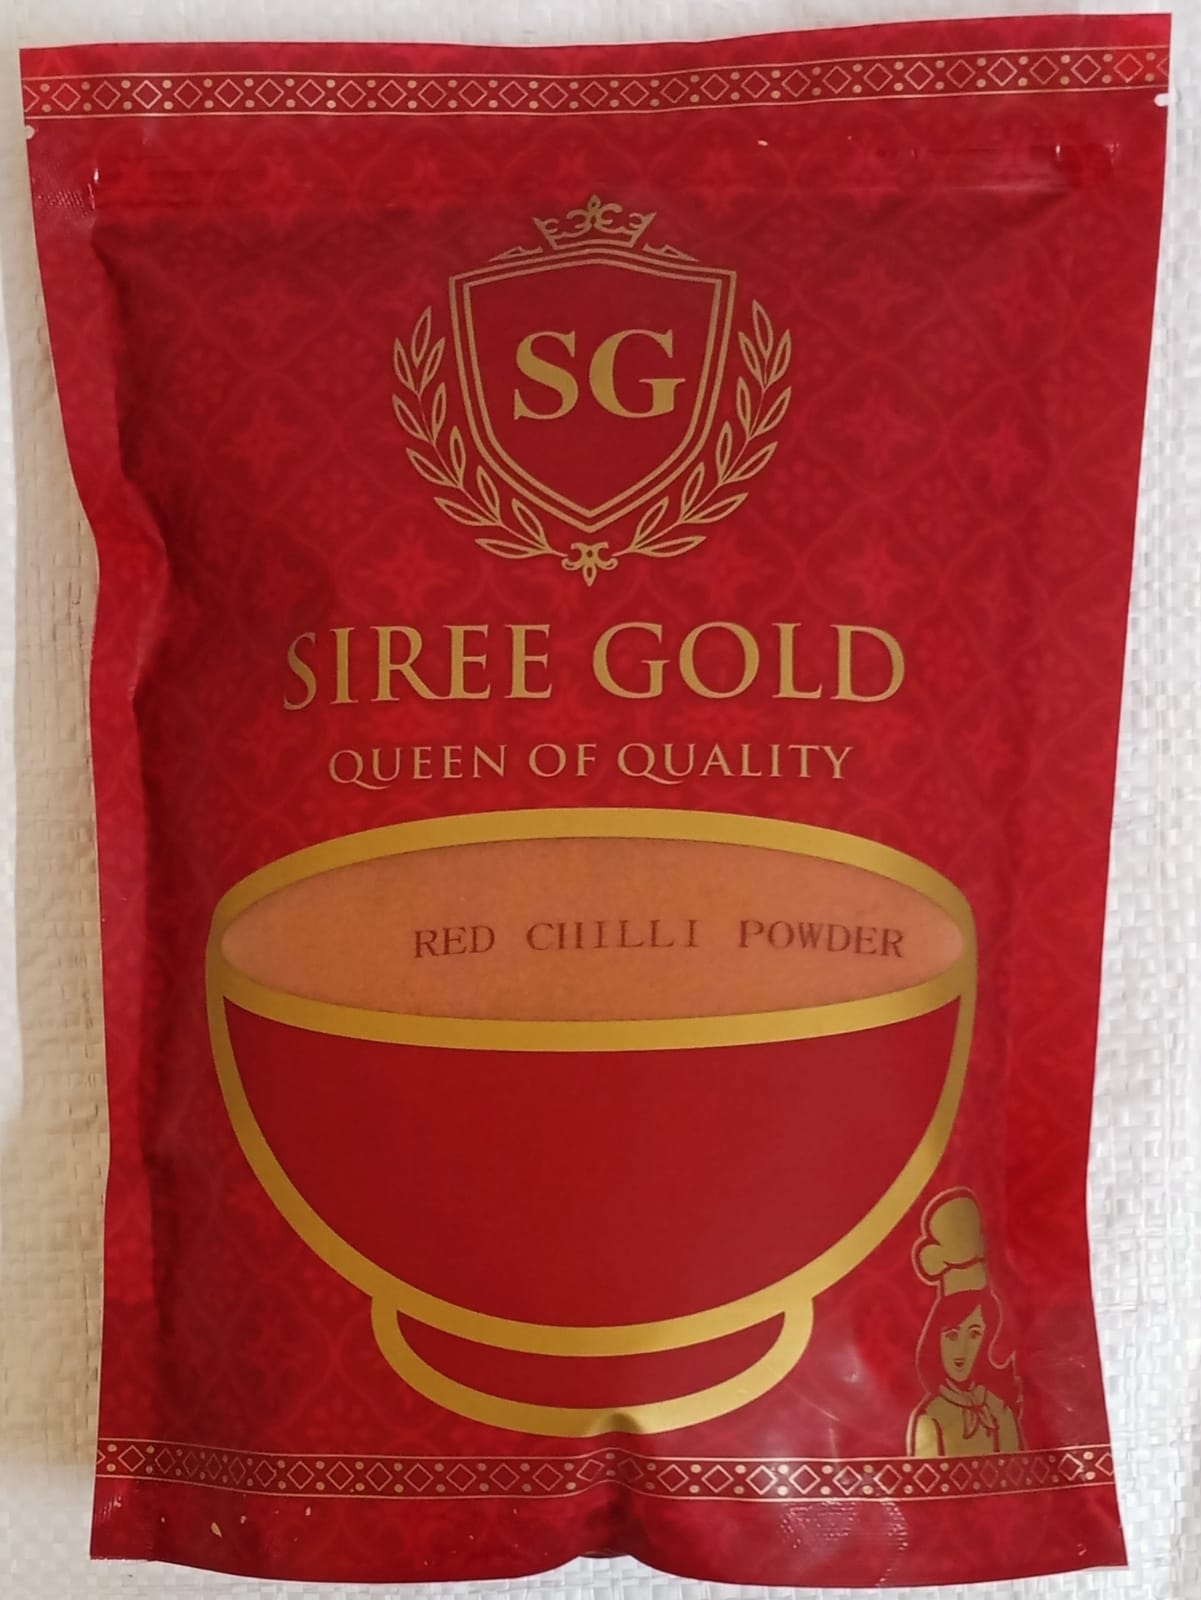 SG
SIREE GOLD
QUEEN OF QUALITY
RED CHILLI POWDER